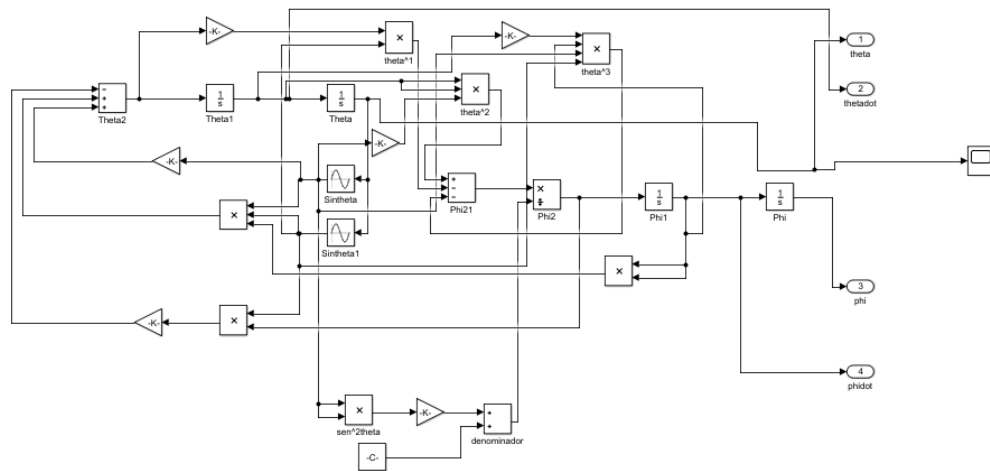 -K-
×
theta^1
-K-
×
theta^3
1
theta
-
+
+
Theta2
1
s
Theta1
1
s
Theta
×
theta^2
2
thetadot
-K-
-K-
Sintheta
+
-
-
Phi21
×
÷
Phi2
1
s
Phi1
1
s
Phi
×
Sintheta1
×
3
phi
-K-
×
4
phidot
×
sen^2theta
-K-
+
+
denominador
-C-